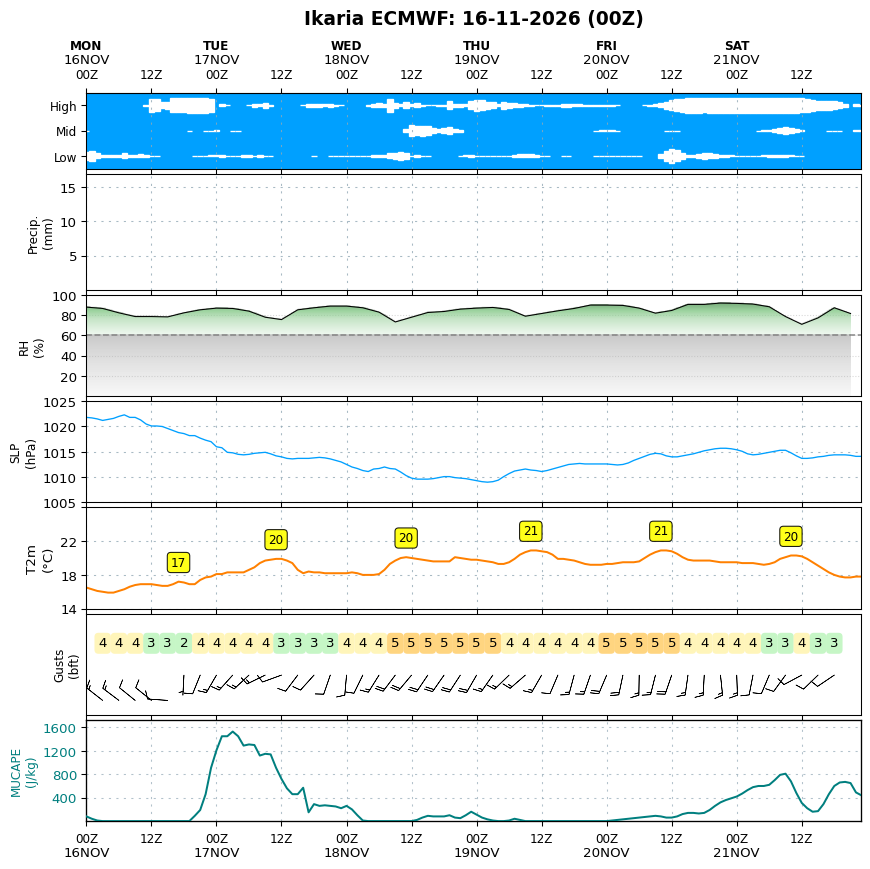 Ikaria ECMWF: 16-11-2026 (00Z)
MON TUE WED THU FRI SAT
16NOV 17NOV 18NOV 19NOV 20NOV 21NOV
00Z 12Z 00Z 12Z 00Z 12Z 00Z 12Z 00Z 12Z 00Z 12Z
High
Mid
Low
Precip.
(mm)
15
10
5
RH
(%)
100
80
60
40
20
SLP
(hPa)
1025
1020
1015
1010
1005
T2m
(°C)
22
18
14
17 20 20 21 21 20
Gusts
(bft)
4 4 4 3 3 2 4 4 4 4 4 3 3 3 3 4 4 4 5 5 5 5 5 5 5 4 4 4 4 4 4 5 5 5 5 5 4 4 4 4 4 3 3 4 3 3
MUCAPE
(J/kg)
1600
1200
800
400
00Z 12Z 00Z 12Z 00Z 12Z 00Z 12Z 00Z 12Z 00Z 12Z
16NOV 17NOV 18NOV 19NOV 20NOV 21NOV